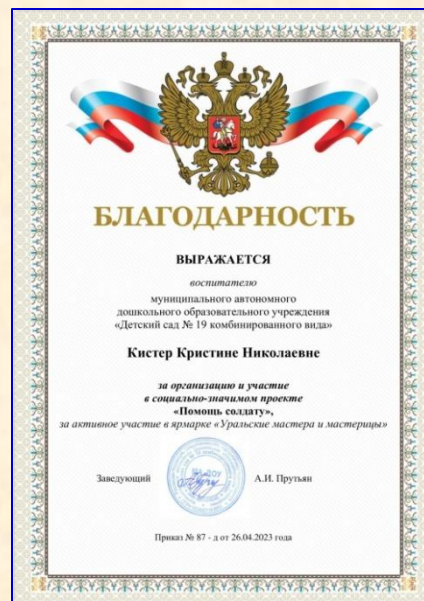 БЛАГОДАРНОСТЬ
ВЫРАЖАЕТСЯ
воспитателю
муниципального автономного
дошкольного образовательного учреждения
«Детский сад № 19 комбинированного вида»
Кистер Кристине Николаевне
за организацию и участие
в социально-значимом проекте
«Помощь солдату»,
за активное участие в ярмарке «Уральские мастера и мастерицы»
Заведующий А.И. Прутьян
Приказ № 87 - д от 26.04.2023 года